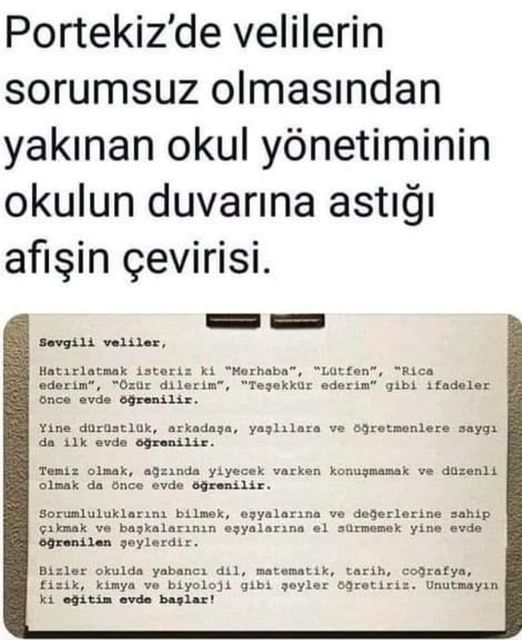 Portekiz'de velilerin
sorumsuz olmasından
yakınan okul yönetiminin
okulun duvarına astığı
afişin çevirisi.
Sevgili veliler,
Hatırlatmak isteriz ki "Merhaba", "Lütfen", "Rica
ederim", "Özür dilerim", "Teşekkür ederim" gibi ifadeler
önce evde öğrenilir.
Yine dürüstlük, arkadaşa, yaşlılara ve öğretmenlere saygı
da ilk evde öğrenilir.
Temiz olmak, ağzında yiyecek varken konuşmamak ve düzenli
olmak da önce evde öğrenilir.
Sorumluluklarını bilmek, eşyalarına ve değerlerine sahip
çıkmak ve başkalarının eşyalarına el sürmemek yine evde
öğrenilen şeylerdir.
Bizler okulda yabancı dil, matematik, tarih, coğrafya,
fizik, kimya ve biyoloji gibi şeyler öğretiriz. Unutmayın
ki eğitim evde başlar!